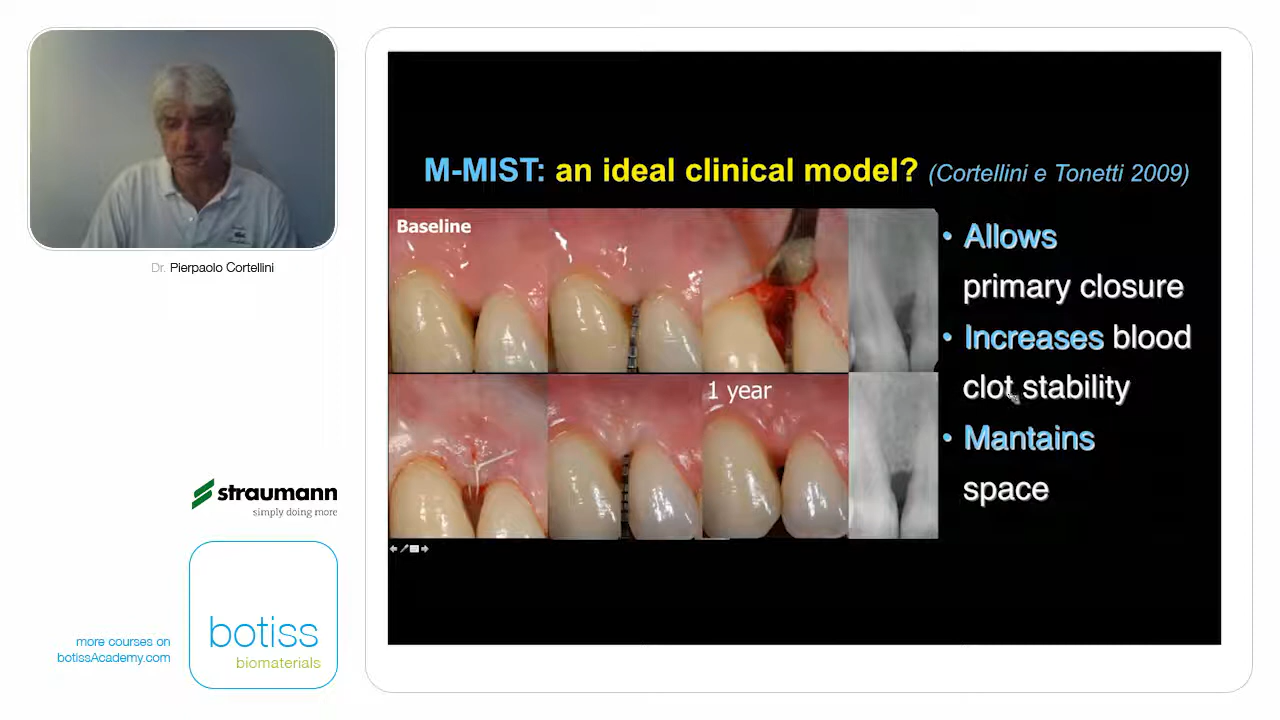 Dr. Pierpaolo Cortellini
straumann
simply doing more
more courses on
botissAcademy.com
botiss
biomaterials
M-MIST: an ideal clinical model? (Cortellini e Tonetti 2009)
Baseline
1 year
• Allows
primary closure
• Increases blood
clot stability
• Mantains
space